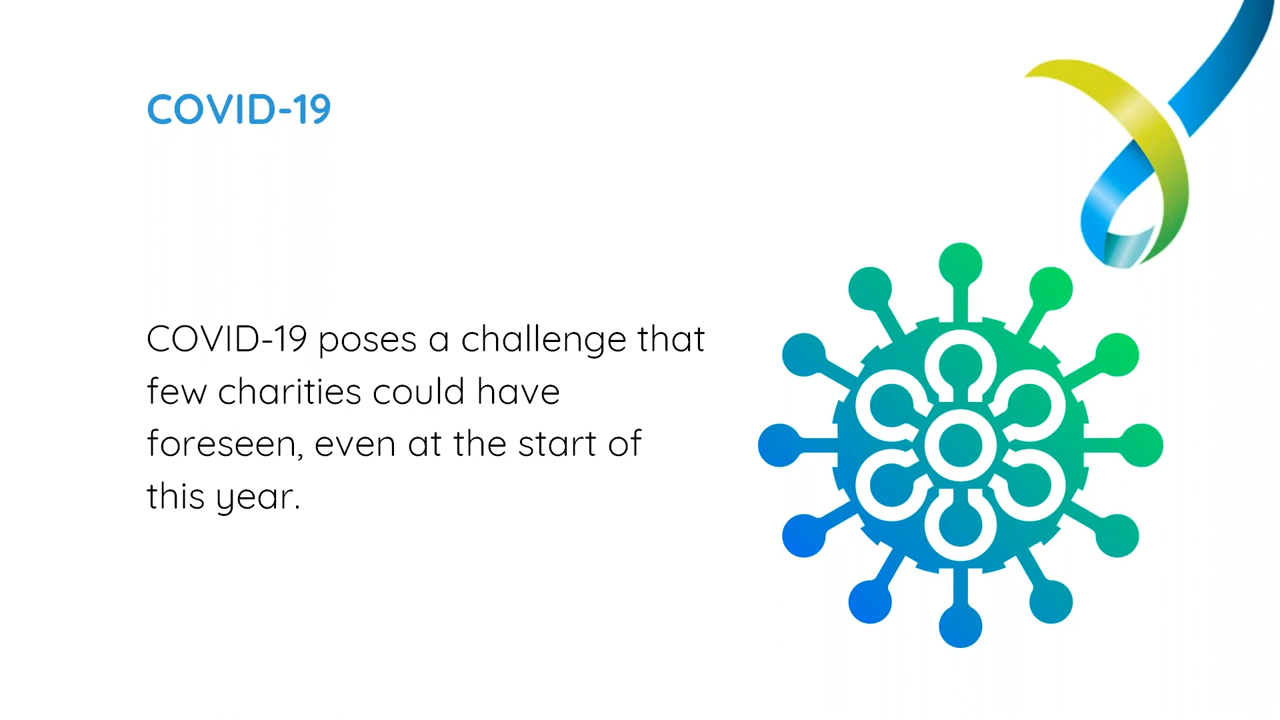 COVID-19
COVID-19 poses a challenge that
few charities could have
foreseen, even at the start of
this year.